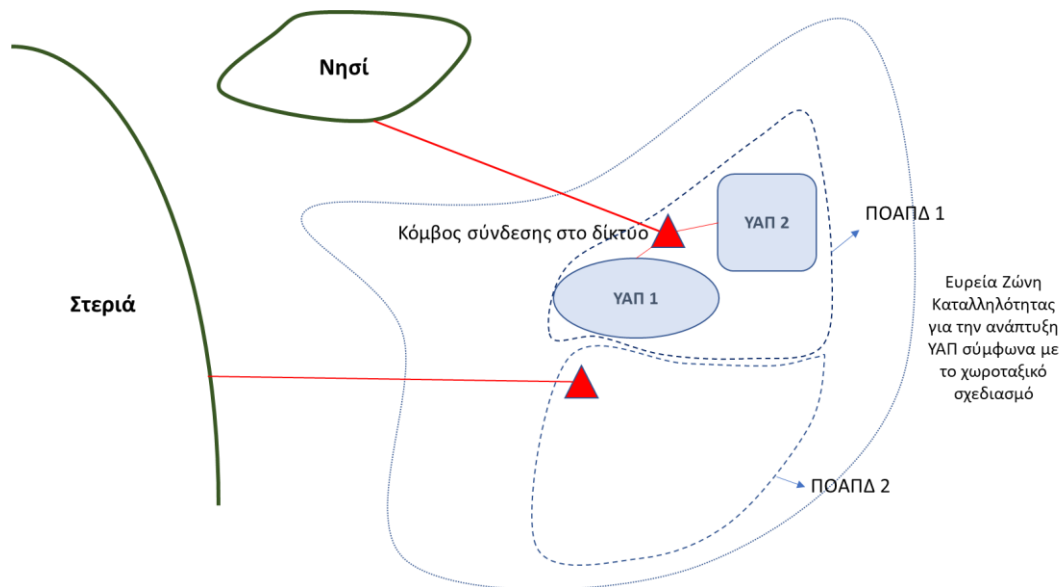 Νησί
Στεριά
Κόμβος σύνδεσης στο δίκτυο
ΥΑΠ 2
ΥΑΠ 1
ΠΟΑΠΔ 1
Ευρεία Ζώνη
Καταλληλότητας
για την ανάπτυξη
ΥΑΠ σύμφωνα με
το χωροταξικό
σχεδιασμό
ΠΟΑΠΔ 2